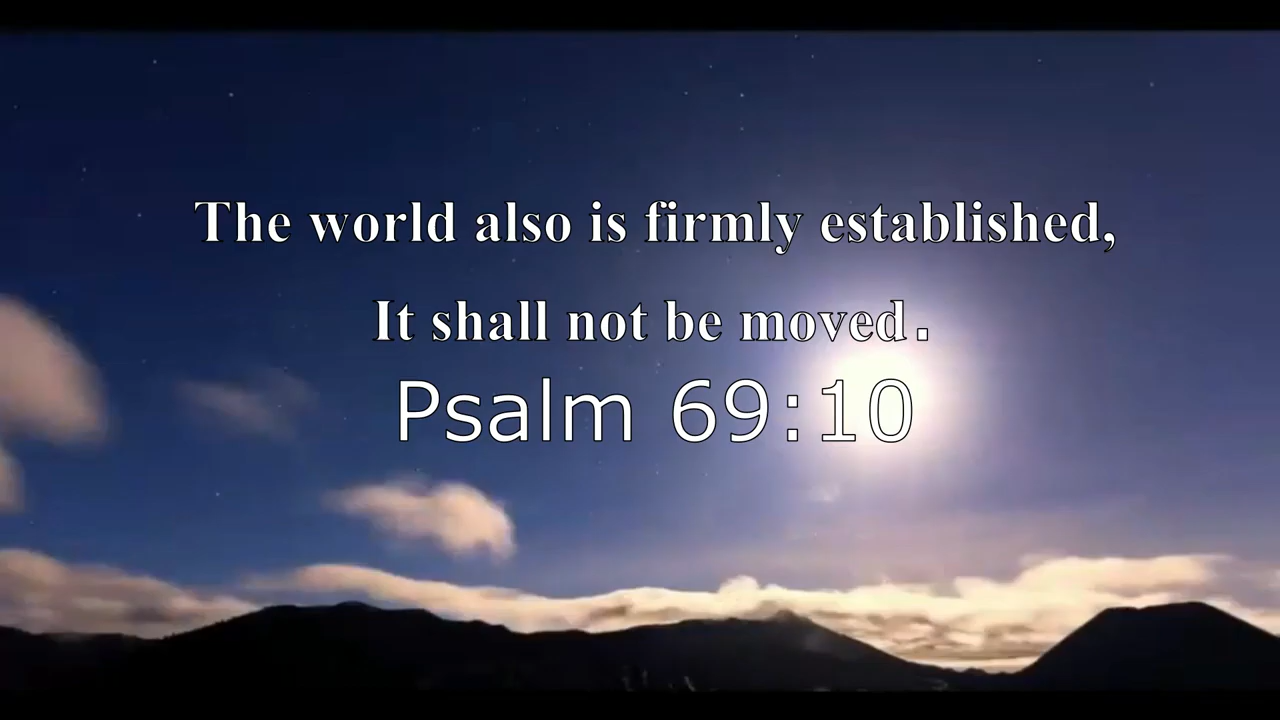 The world also is firmly established,
It shall not be moved.
Psalm 69:10